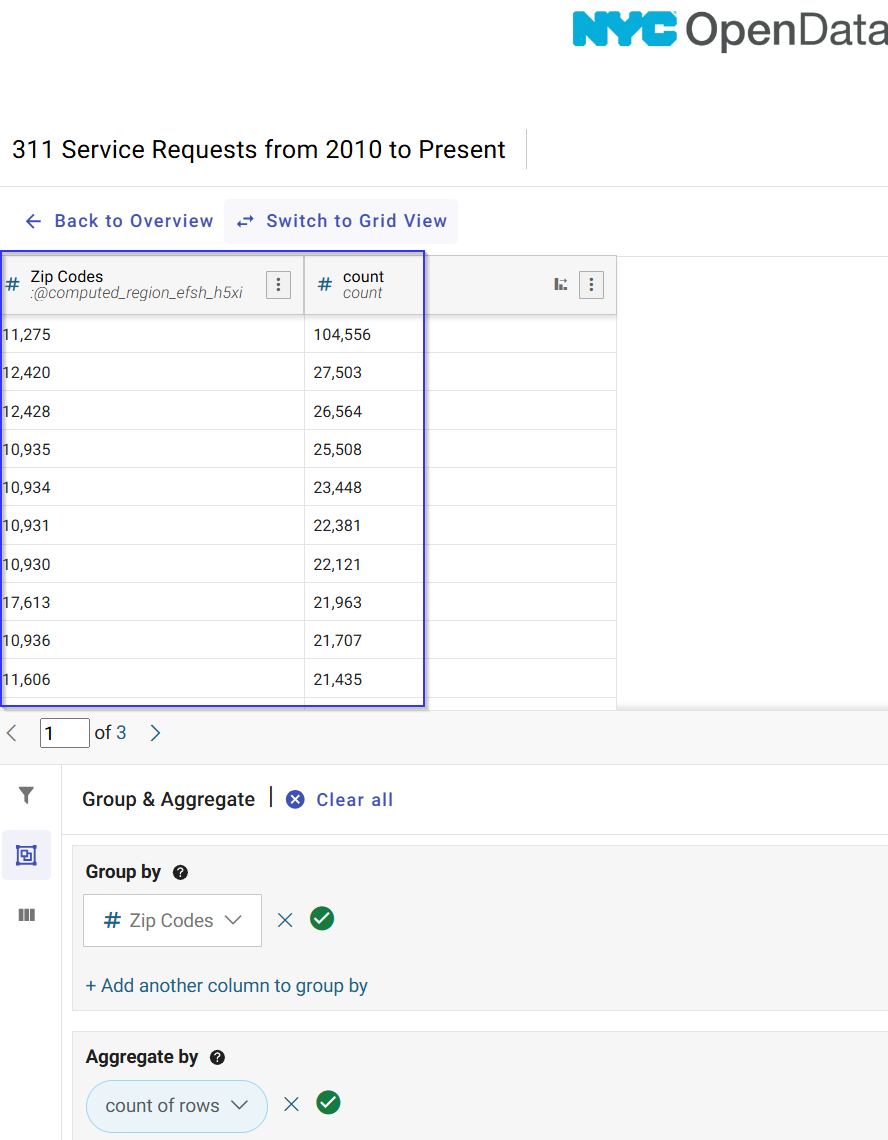 NYC OpenData
311 Service Requests from 2010 to Present
Back to Overview Switch to Grid View
# Zip Codes # count
:@computed_region_efsh_h5xi count
11,275 104,556
12,420 27,503
12,428 26,564
10,935 25,508
10,934 23,448
10,931 22,381
10,930 22,121
17,613 21,963
10,936 21,707
11,606 21,435
1 of 3
Group & Aggregate Clear all
Group by ?
# Zip Codes
+ Add another column to group by
Aggregate by ?
count of rows